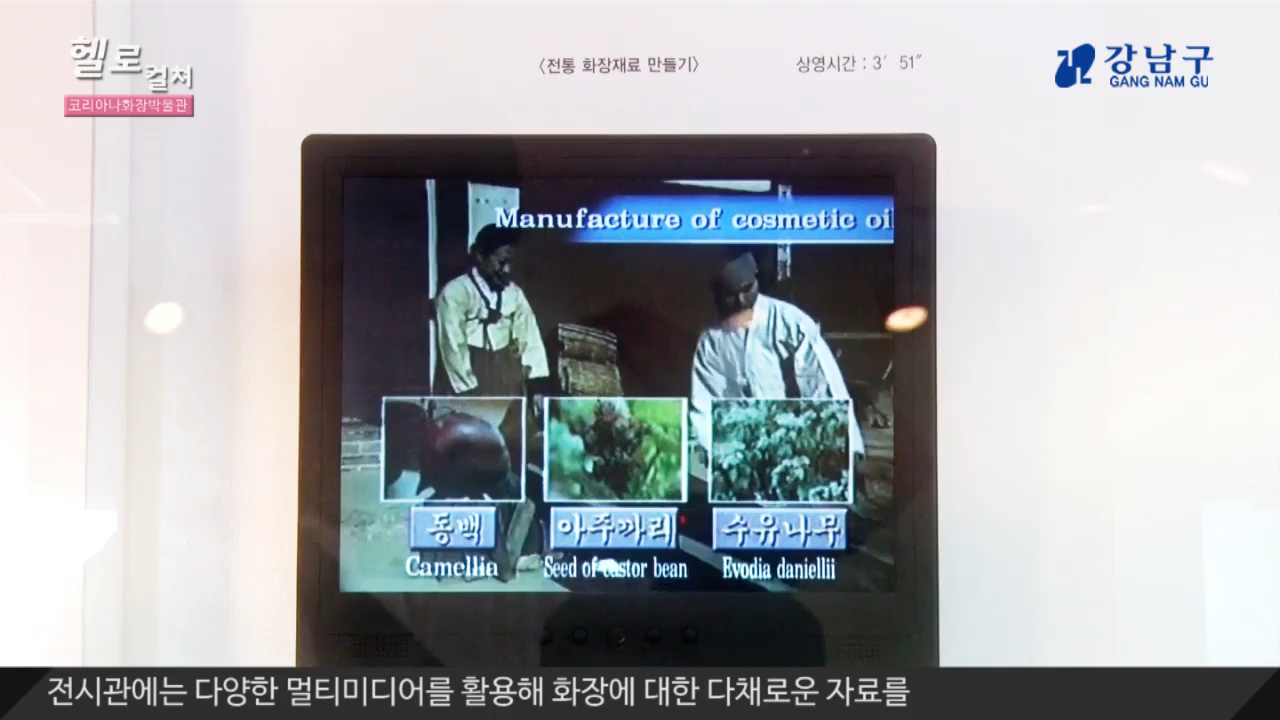 헬로
컬처
코리아나화장박물관
〈전통 화장재료 만들기〉
상영시간 : 3′ 51″
강남구
GANG NAM GU
Manufacture of cosmetic oi
동백
아주까리
수유나무
Camellia
Seed of castor bean
Evodia daniellii
전시관에는 다양한 멀티미디어를 활용해 화장에 대한 다채로운 자료를